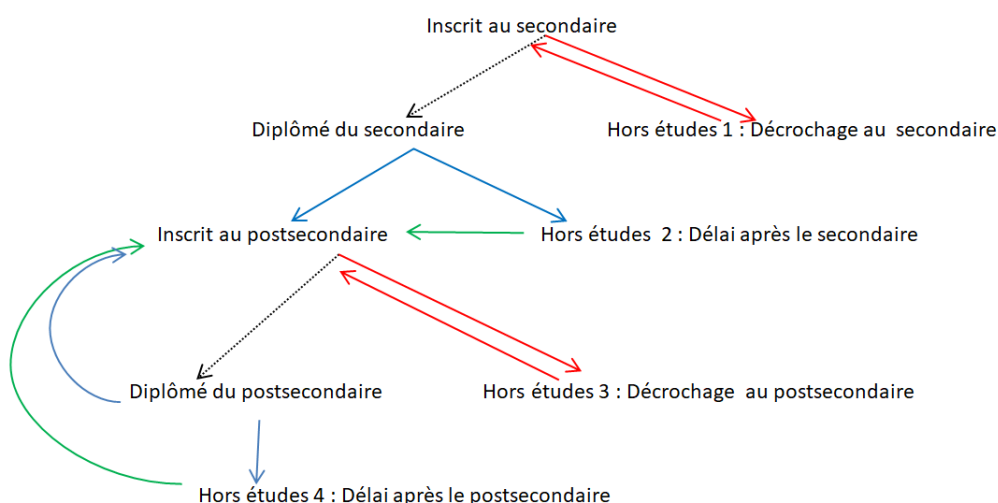 Inscrit au secondaire
Diplômé du secondaire
Hors études 1 : Décrochage au secondaire
Inscrit au postsecondaire
Hors études 2 : Délai après le secondaire
Diplômé du postsecondaire
Hors études 3 : Décrochage au postsecondaire
Hors études 4 : Délai après le postsecondaire